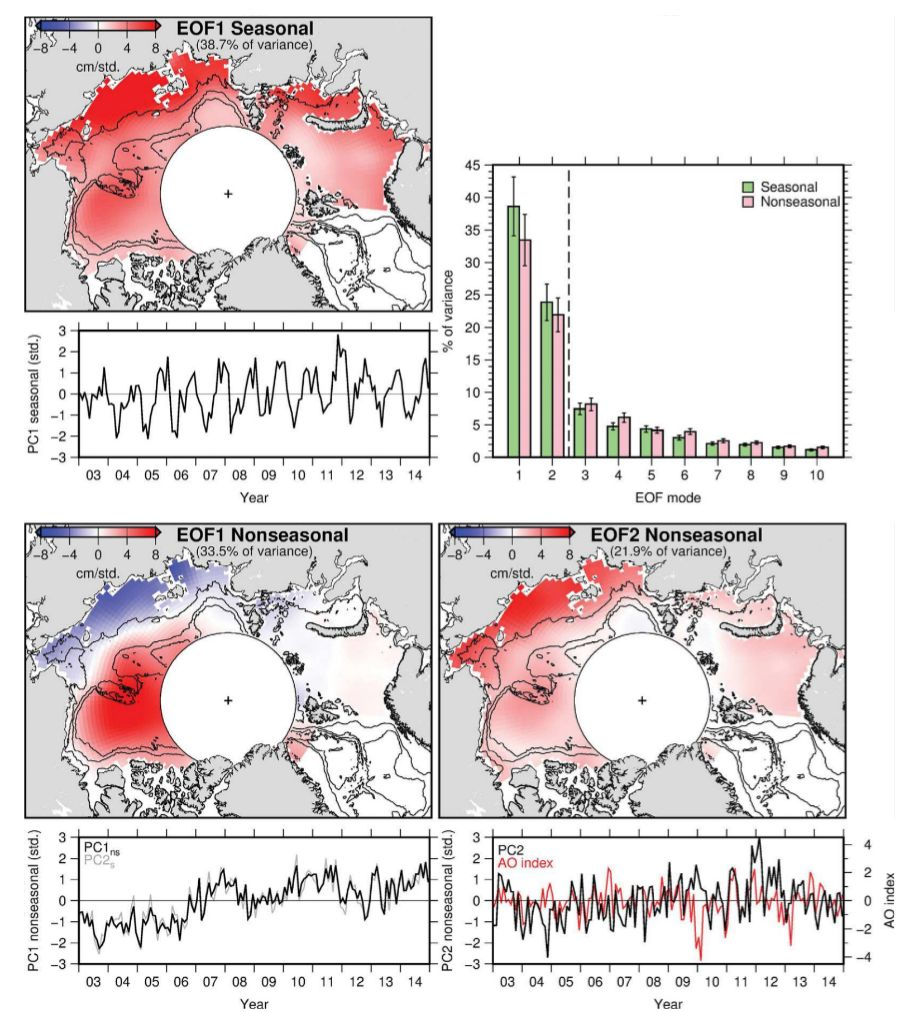 EOF1 Seasonal
(38.7% of variance)
−8 −4 0 4 8
cm/std.
3
2
1
0
−1
−2
−3
PC1 seasonal (std.)
03 04 05 06 07 08 09 10 11 12 13 14
Year
45
40
35
30
25
20
15
10
5
0
% of variance
Seasonal
Nonseasonal
1 2 3 4 5 6 7 8 9 10
EOF mode
EOF1 Nonseasonal
(33.5% of variance)
−8 −4 0 4 8
cm/std.
EOF2 Nonseasonal
(21.9% of variance)
−8 −4 0 4 8
cm/std.
3
2
1
0
−1
−2
−3
PC1 nonseasonal (std.)
PC1ns
PC2s
03 04 05 06 07 08 09 10 11 12 13 14
Year
3
2
1
0
−1
−2
−3
PC2 nonseasonal (std.)
PC2
AO index
4
2
0
−2
−4
AO index
03 04 05 06 07 08 09 10 11 12 13 14
Year